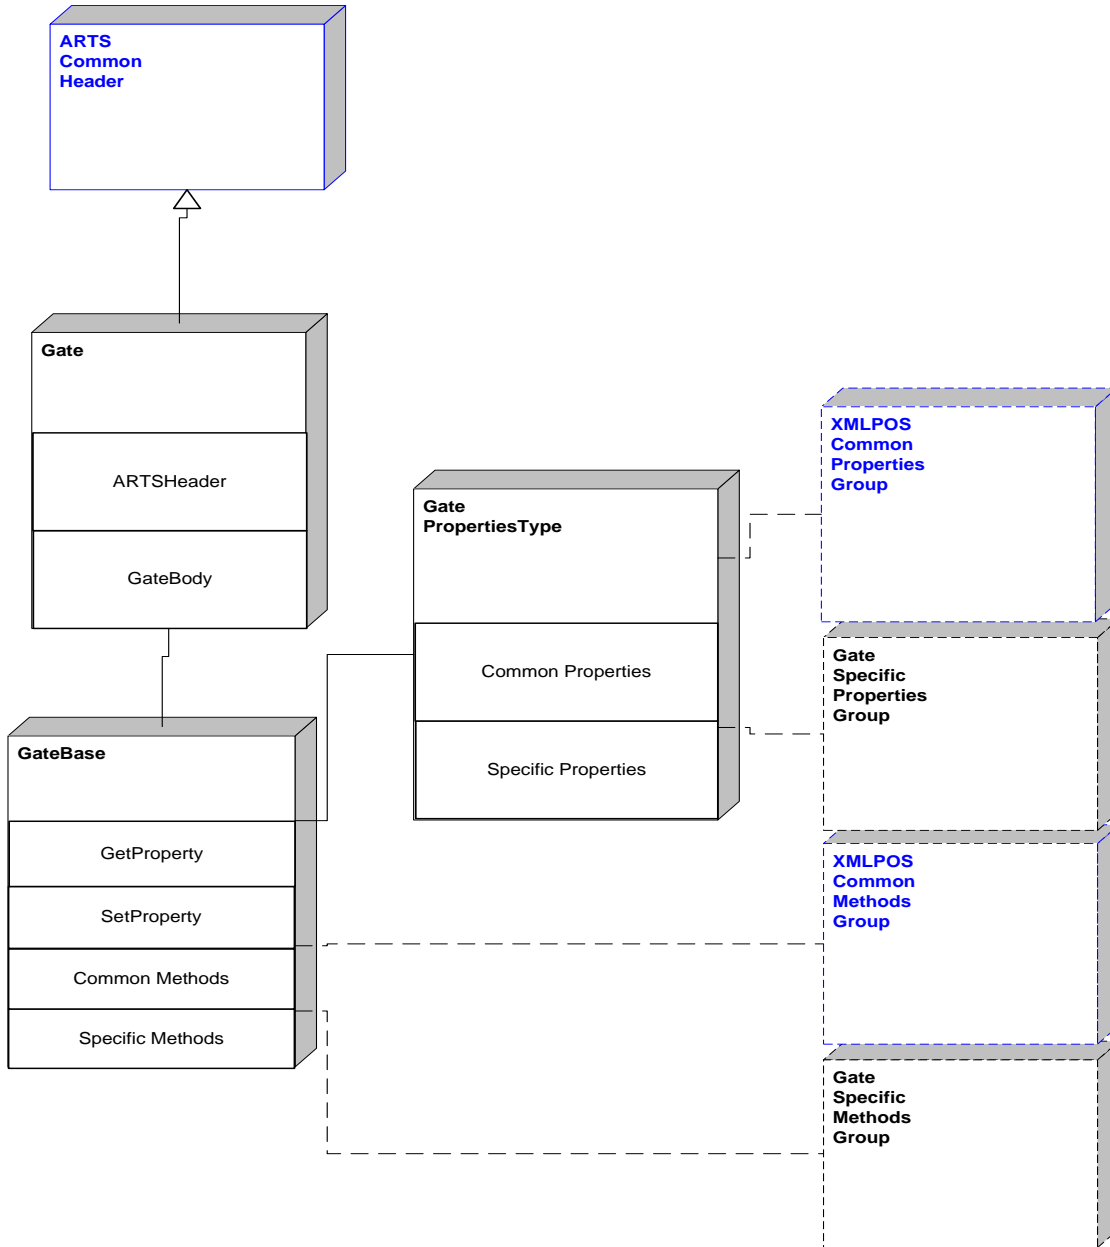 ARTS
Common
Header
Gate
ARTSHeader
GateBody
GateBase
GetProperty
SetProperty
Common Methods
Specific Methods
Gate
PropertiesType
Common Properties
Specific Properties
XMLPOS
Common
Properties
Group
Gate
Specific
Properties
Group
XMLPOS
Common
Methods
Group
Gate
Specific
Methods
Group